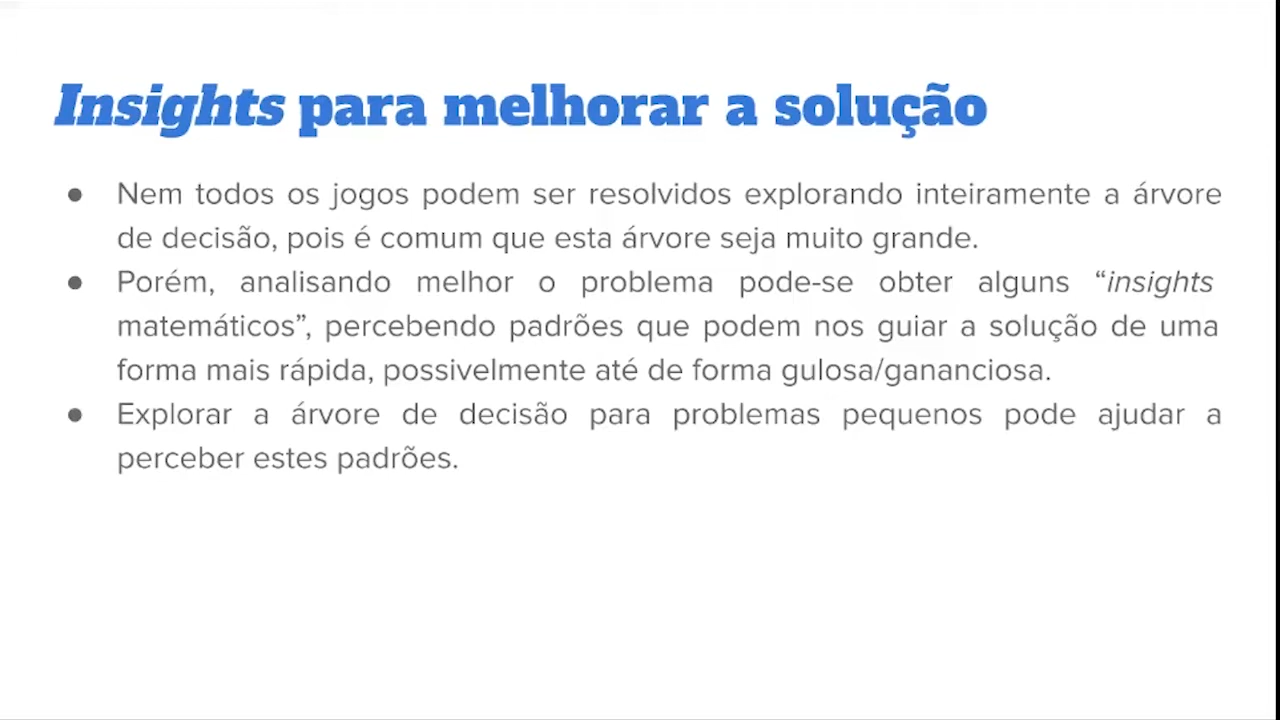 Insights para melhorar a solução
● Nem todos os jogos podem ser resolvidos explorando inteiramente a árvore
de decisão, pois é comum que esta árvore seja muito grande.
● Porém, analisando melhor o problema pode-se obter alguns “insights
matemáticos”, percebendo padrões que podem nos guiar a solução de uma
forma mais rápida, possivelmente até de forma gulosa/gananciosa.
● Explorar a árvore de decisão para problemas pequenos pode ajudar a
perceber estes padrões.